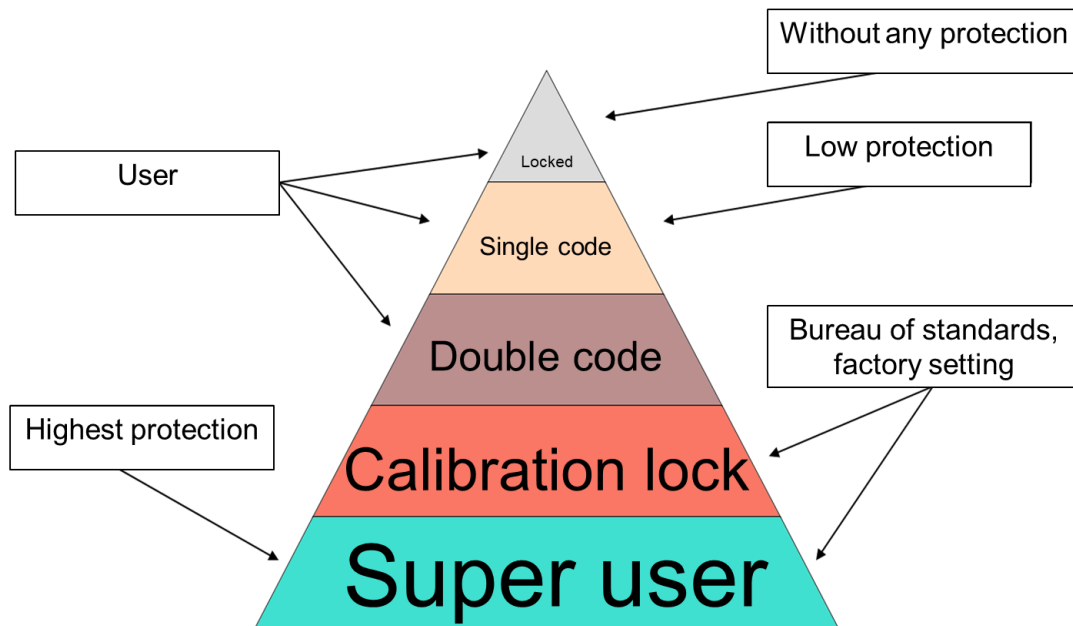 Without any protection
Locked
Low protection
User
Single code
Bureau of standards,
factory setting
Double code
Highest protection
Calibration lock
Super user